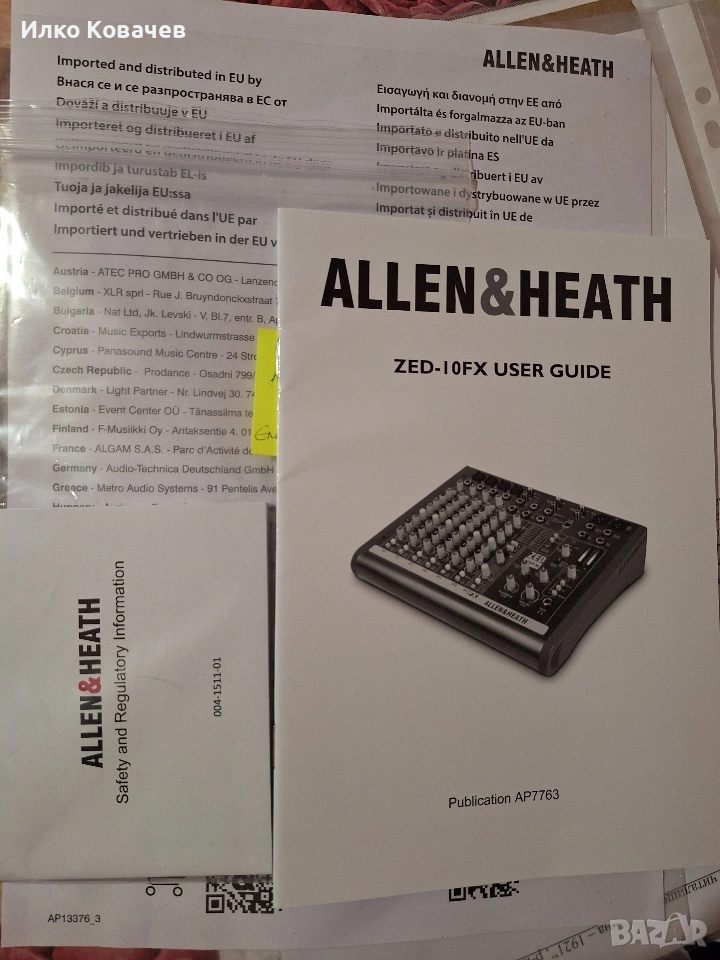 Илко Ковачев
ALLEN&HEATH
Imported and distributed in EU by
Внася се и се разпространява в ЕС от
Dováží a distribuuje v EU
Importeret og distribueret i EU af
Impordib ja turustab EL-is
Tuoja ja jakelija EU:ssa
Importé et distribué dans l'UE par
Importiert und vertrieben in der EU v
Εισαγωγή και διανομή στην ΕΕ από
Importálta és forgalmazza az EU-ban
Importato e distribuito nell'UE da
Importavo ir platina ES
ribuert i EU av
Importowane i dystrybuowane w UE przez
Importat și distribuit în UE de
Austria - ATEC PRO GMBH & CO OG - Lanzend
Belgium - XLR sprl - Rue J. Bruyndonckxstraat
Bulgaria - Nat Ltd, Jk. Levski - V, Bl.7, entr. B, Ap
Croatia - Music Exports - Lindwurmstrasse
Cyprus - Panasound Music Centre - 24 Stro
Czech Republic - Prodance - Osadni 799/
Denmark - Light Partner - Nr. Lindvej 30. 74
Estonia - Event Center OÜ - Tänassilma te
Finland - F-Musiikki Oy - Antaksentie 4. 01
France - ALGAM S.A.S. - Parc d'Activité de
Germany - Audio-Technica Deutschland GmbH
Greece - Metro Audio Systems - 91 Pentelis Ave
ALLEN&HEATH
ZED-10FX USER GUIDE
ZED
ALLEN&HEATH
Publication AP7763
ALLEN&HEATH
Safety and Regulatory Information
004-1511-01
AP13376_3
BAZAR